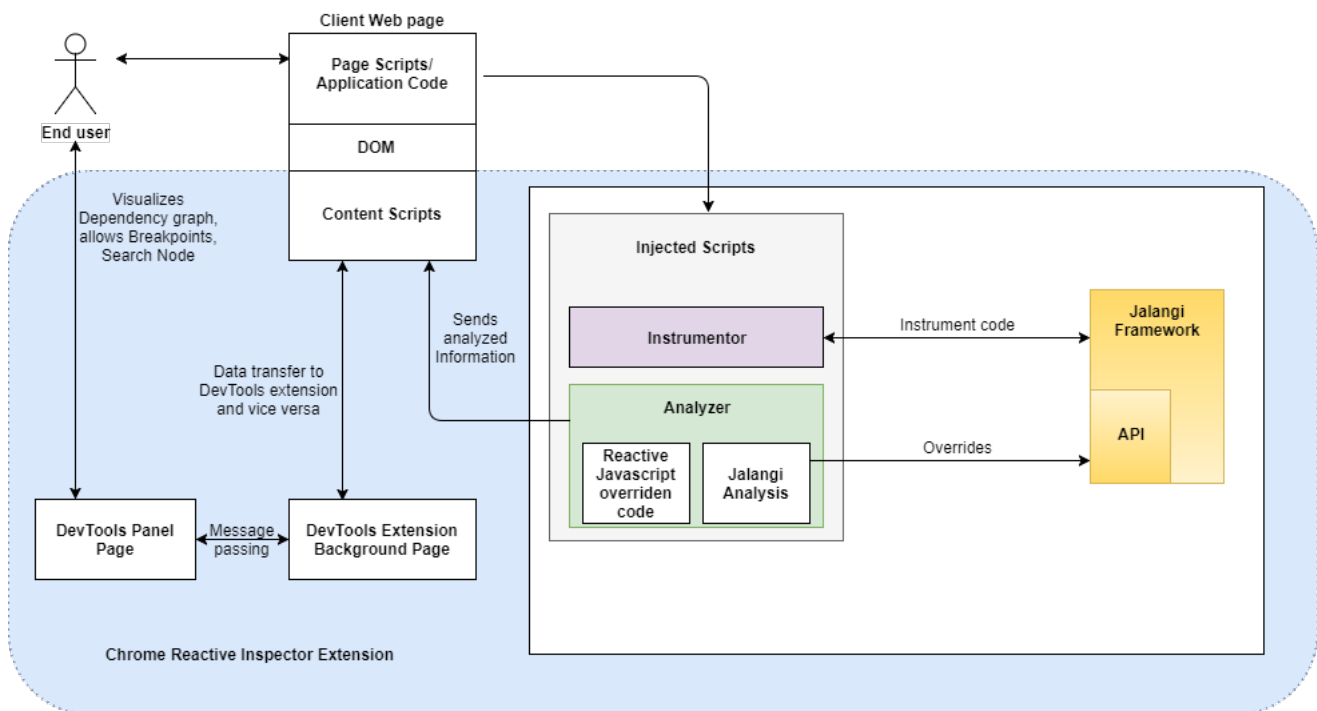 Client Web page
Page Scripts/
Application Code
End user
DOM
Visualizes
Dependency graph,
allows Breakpoints,
Search Node
Content Scripts
Injected Scripts
Sends
analyzed
Information
Instrumentor
Instrument code
Jalangi
Framework
Data transfer to
DevTools extension
and vice versa
Analyzer
Reactive
Javascript
overriden
code
Jalangi
Analysis
Overrides
API
DevTools Panel
Page
Message
passing
DevTools Extension
Background Page
Chrome Reactive Inspector Extension